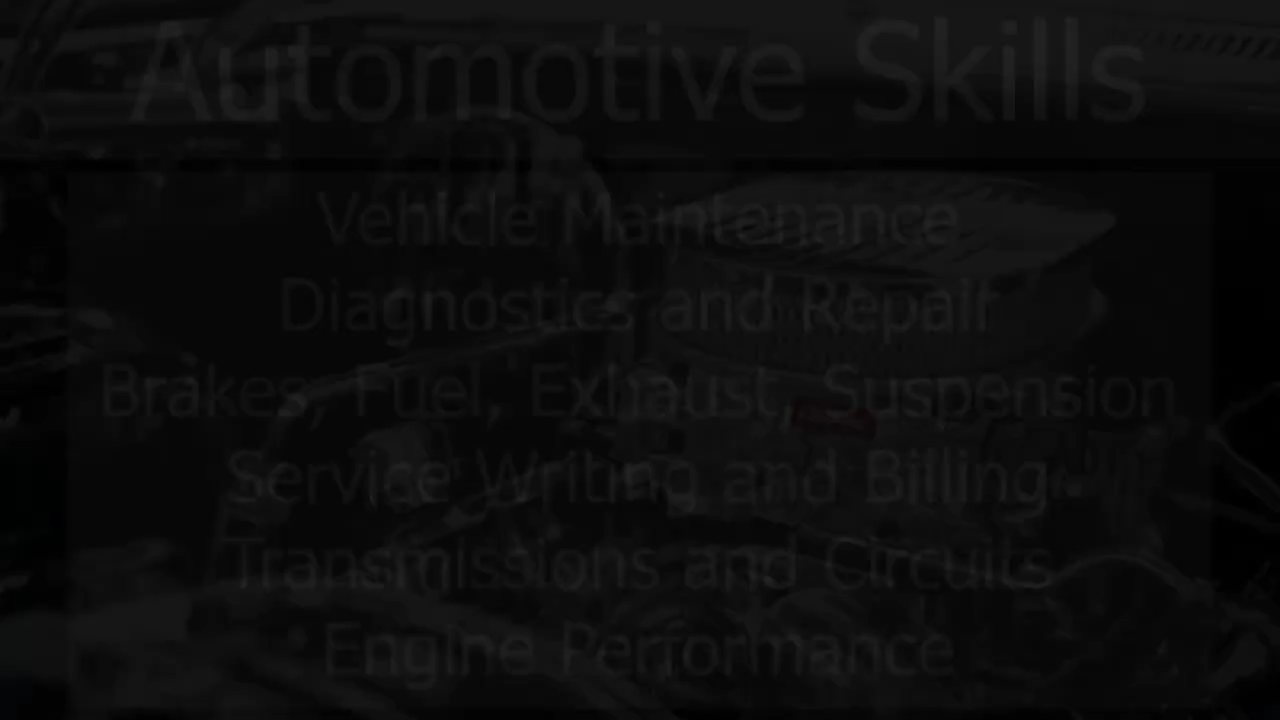 Automotive Skills
Vehicle Maintenance
Diagnostics and Repair
Brakes, Fuel, Exhaust, Suspension
Service Writing and Billing
Transmissions and Circuits
Engine Performance